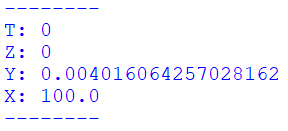 --------
T: 0
Z: 0
Y: 0.004016064257028162
X: 100.0
--------